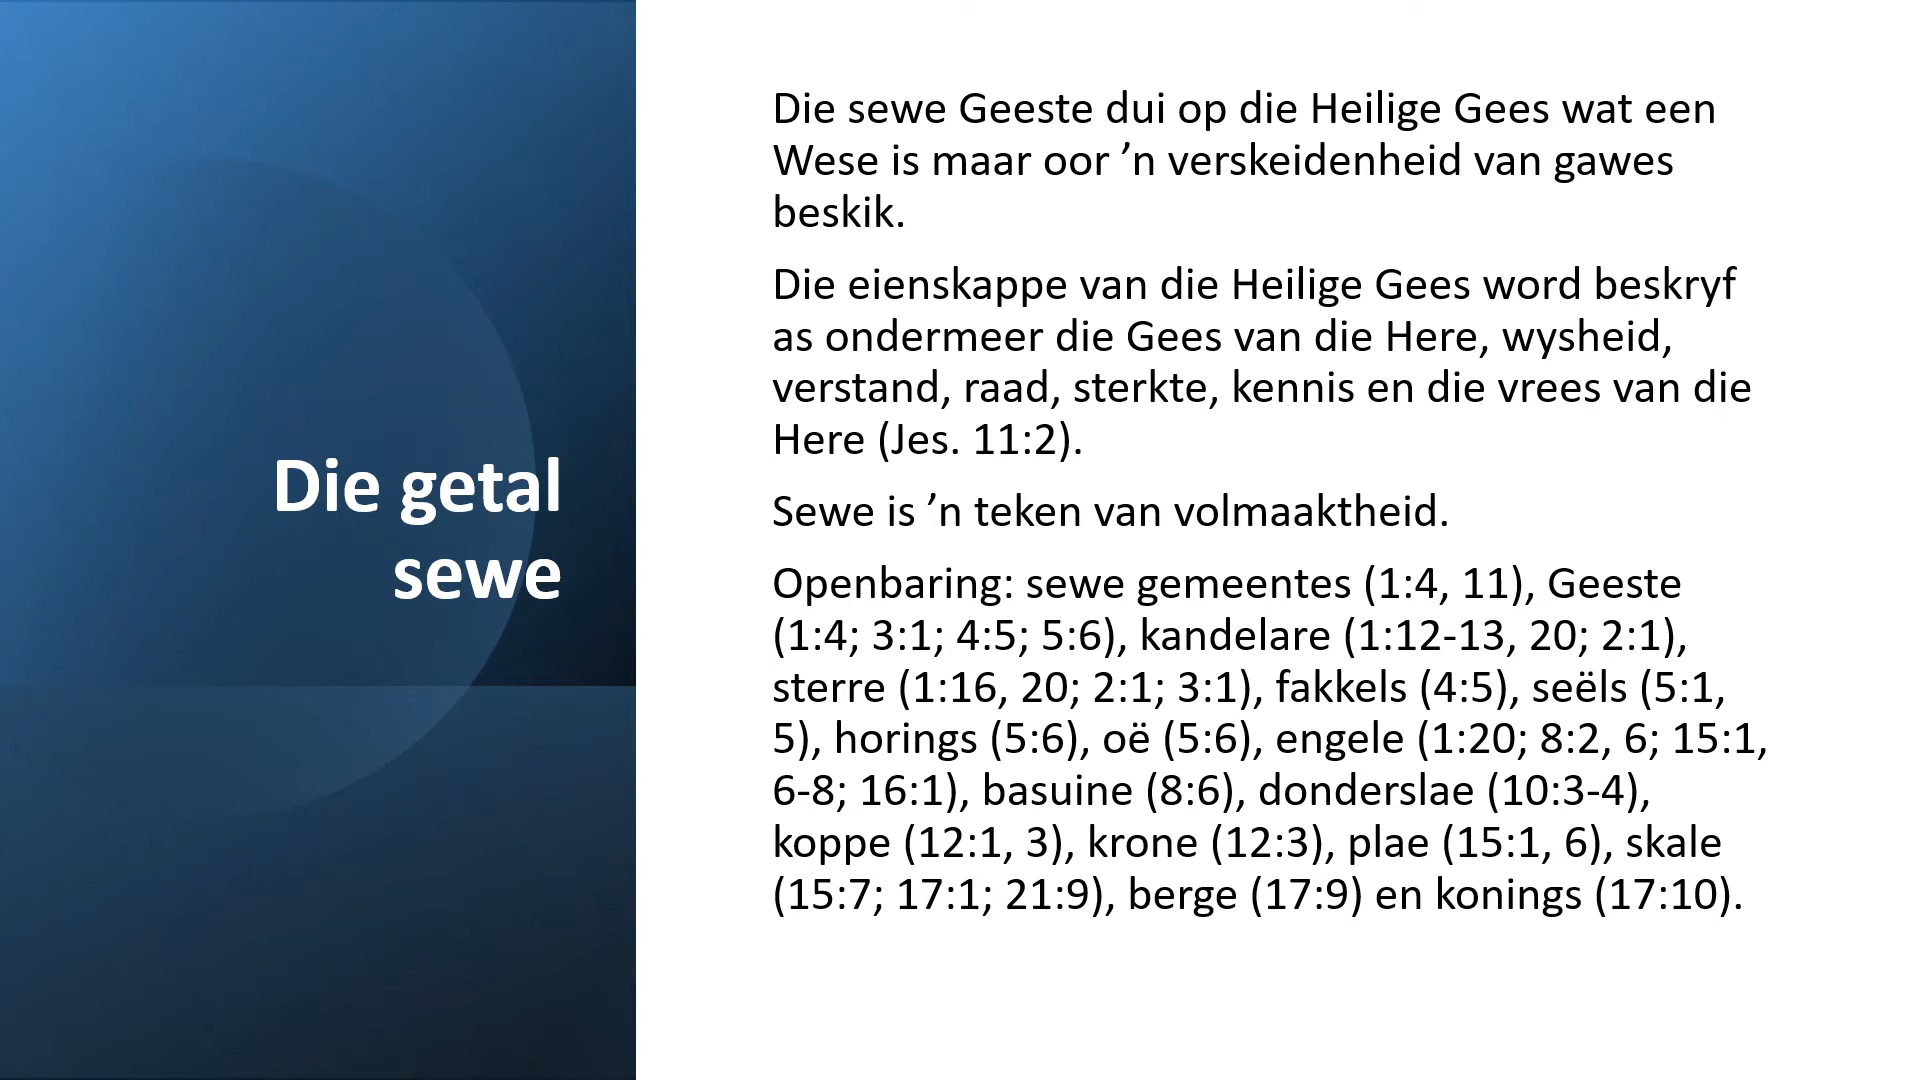 Die getal
sewe
Die sewe Geeste dui op die Heilige Gees wat een
Wese is maar oor ’n verskeidenheid van gawes
beskik.
Die eienskappe van die Heilige Gees word beskryf
as ondermeer die Gees van die Here, wysheid,
verstand, raad, sterkte, kennis en die vrees van die
Here (Jes. 11:2).
Sewe is ’n teken van volmaaktheid.
Openbaring: sewe gemeentes (1:4, 11), Geeste
(1:4; 3:1; 4:5; 5:6), kandelare (1:12-13, 20; 2:1),
sterre (1:16, 20; 2:1; 3:1), fakkels (4:5), seëls (5:1,
5), horings (5:6), oë (5:6), engele (1:20; 8:2, 6; 15:1,
6-8; 16:1), basuine (8:6), donderslae (10:3-4),
koppe (12:1, 3), krone (12:3), plae (15:1, 6), skale
(15:7; 17:1; 21:9), berge (17:9) en konings (17:10).